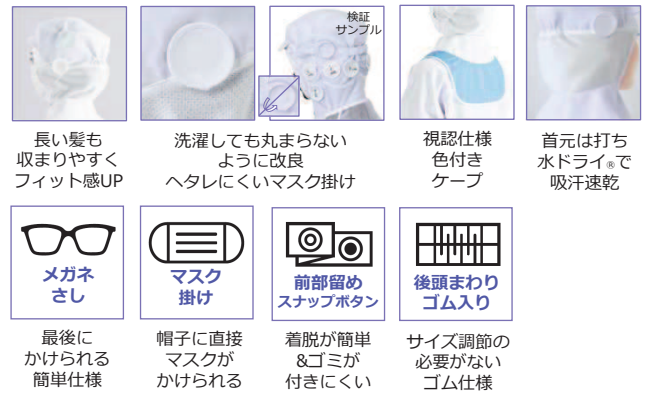 検証
サンプル
長い髪も
収まりやすく
フィット感UP
洗濯しても丸まらない
ように改良
ヘタレにくいマスク掛け
視認仕様
色付き
ケープ
首元は打ち
水ドライ®で
吸汗速乾
メガネ
さし
最後に
かけられる
簡単仕様
マスク
掛け
帽子に直接
マスクが
かけられる
前部留め
スナップボタン
着脱が簡単
&ゴミが
付きにくい
後頭まわり
ゴム入り
サイズ調節の
必要がない
ゴム仕様